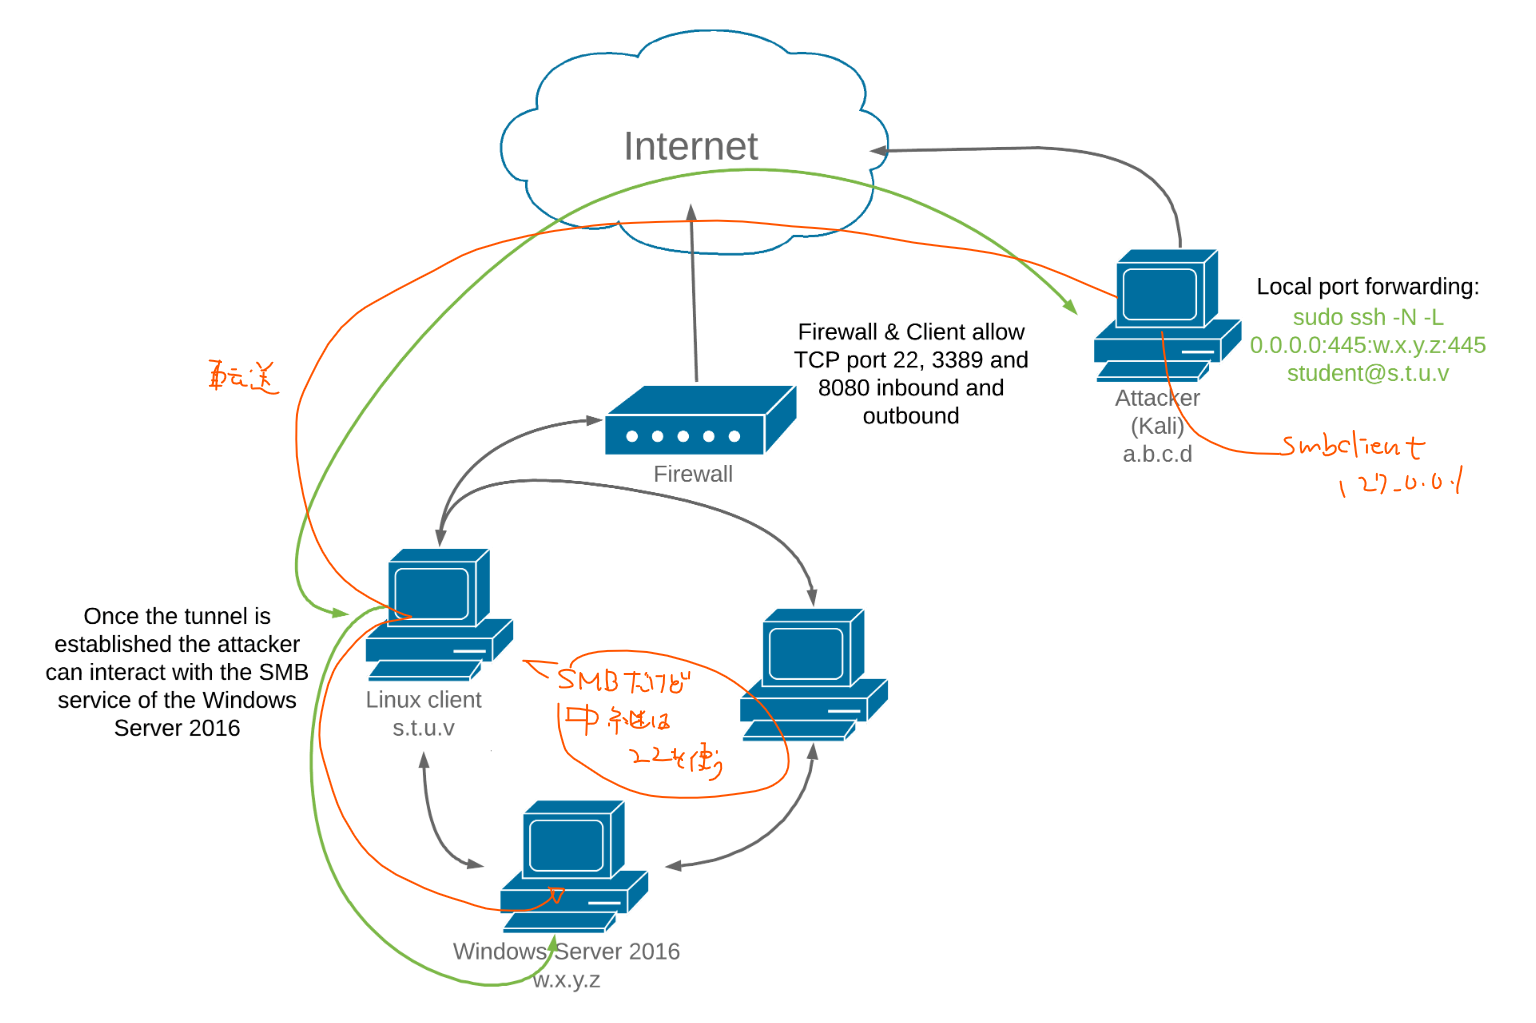 Internet
Local port forwarding:
sudo ssh -N -L
0.0.0.0:445:w.x.y.z:445
student@s.t.u.v
Firewall & Client allow
TCP port 22, 3389 and
8080 inbound and
outbound
Attacker
(Kali)
a.b.c.d
転送
smbclient
127.0.0.1
Firewall
Once the tunnel is
established the attacker
can interact with the SMB
service of the Windows
Server 2016
Linux client
s.t.u.v
SMBだけど
中継は
22を使う
Windows Server 2016
w.x.y.z